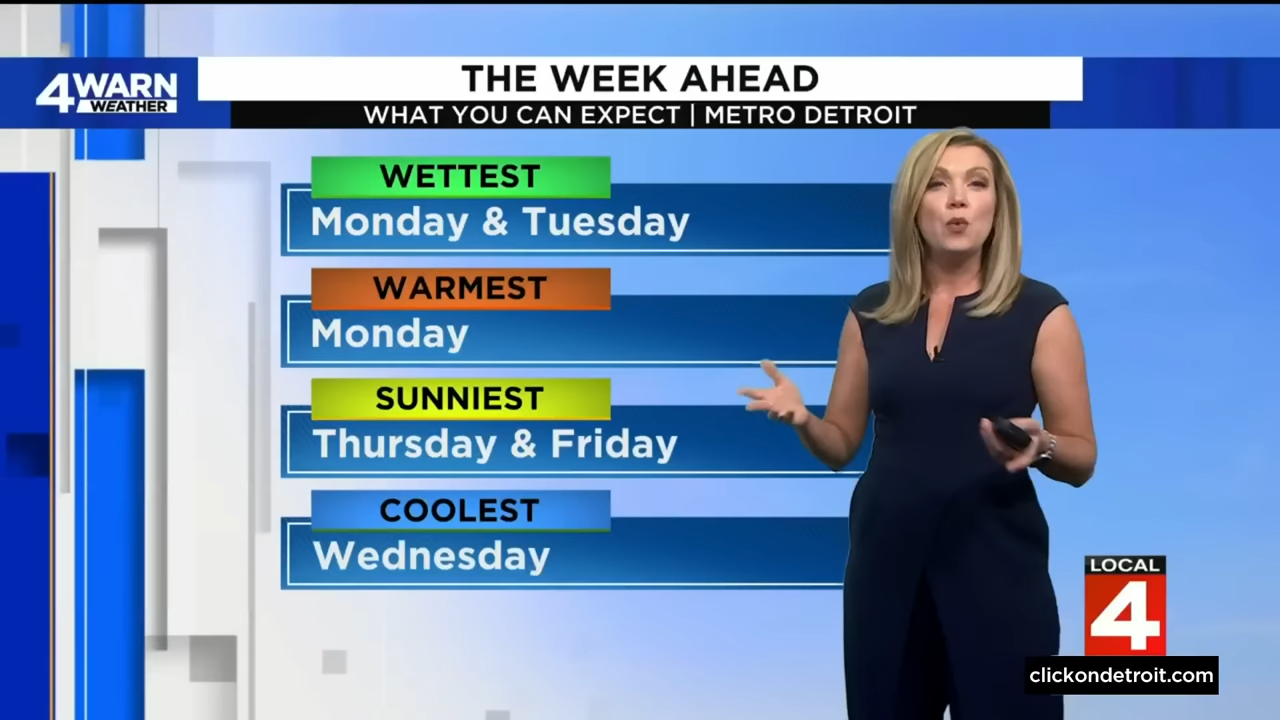 4WARN
WEATHER
THE WEEK AHEAD
WHAT YOU CAN EXPECT | METRO DETROIT
WETTEST
Monday & Tuesday
WARMEST
Monday
SUNNIEST
Thursday & Friday
COOLEST
Wednesday
LOCAL
4
clickondetroit.com